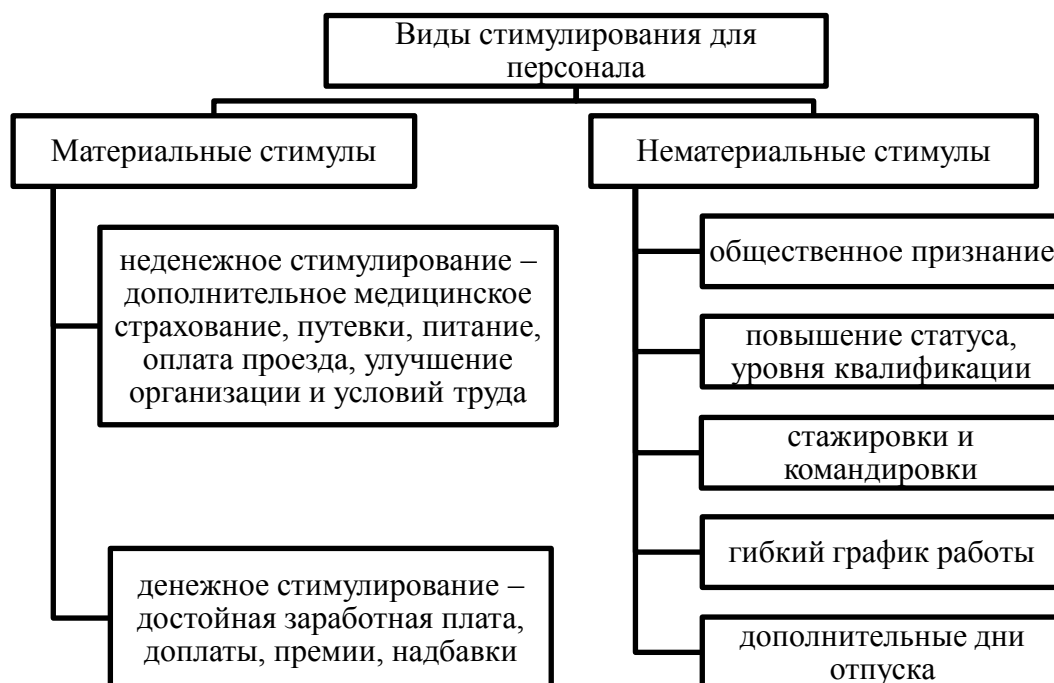 Виды стимулирования для
персонала
Материальные стимулы
неденежное стимулирование –
дополнительное медицинское
страхование, путевки, питание,
оплата проезда, улучшение
организации и условий труда
денежное стимулирование –
достойная заработная плата,
доплаты, премии, надбавки
Нематериальные стимулы
общественное признание
повышение статуса,
уровня квалификации
стажировки и
командировки
гибкий график работы
дополнительные дни
отпуска